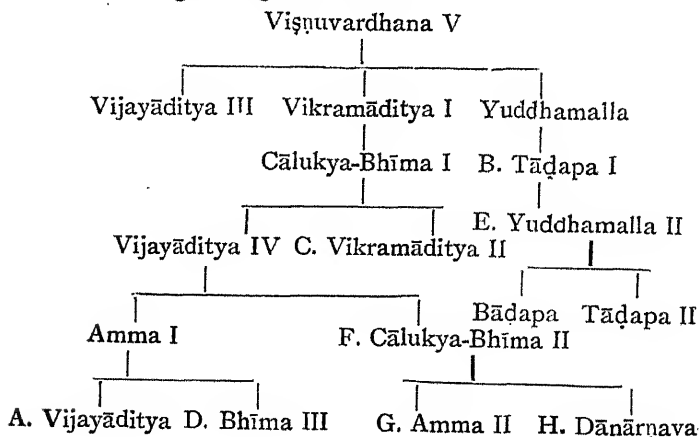 Viṣṇuvardhana V
Vijayāditya III Vikramāditya I Yuddhamalla
Cālukya-Bhīma I B. Tāḍapa I
E. Yuddhamalla II
Vijayāditya IV C. Vikramāditya II
Bāḍapa Tāḍapa II
Amma I F. Cālukya-Bhīma II
A. Vijayāditya D. Bhīma III G. Amma II H. Dānārṇava